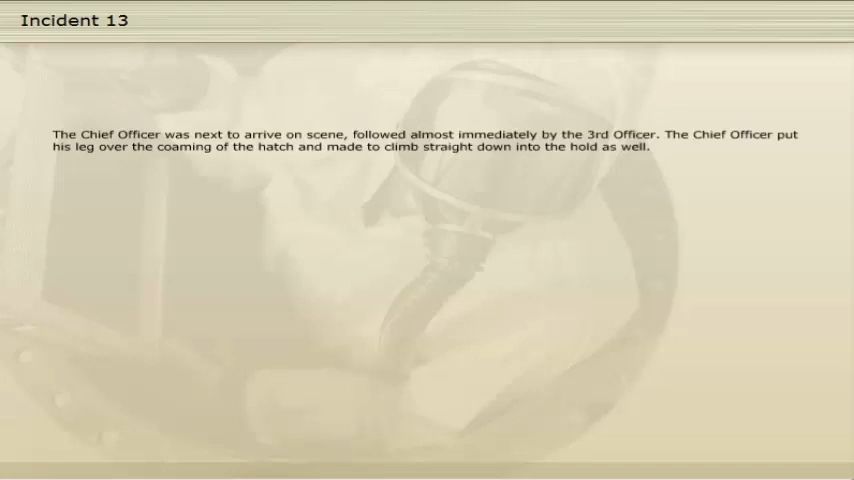 Incident 13
The Chief Officer was next to arrive on scene, followed almost immediately by the 3rd Officer. The Chief Officer put
his leg over the coaming of the hatch and made to climb straight down into the hold as well.